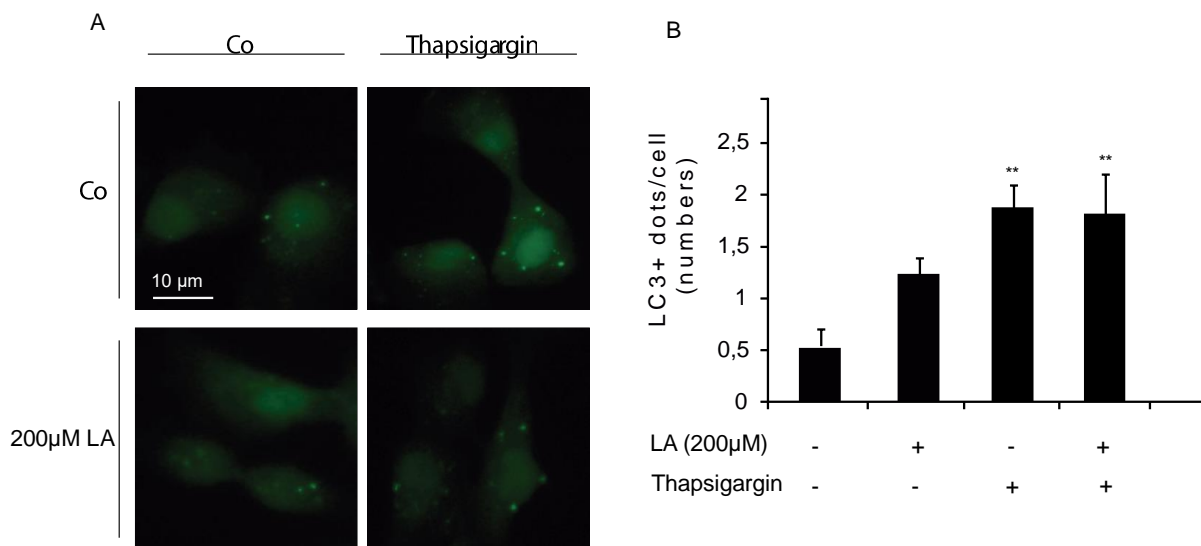 A
Co
Thapsigargin
Co
10 µm
200µM LA
B
LC3+ dots/cell
(numbers)
2,5
2
1,5
1
0,5
0
**
**
LA (200µM) - + - +
Thapsigargin - - + +